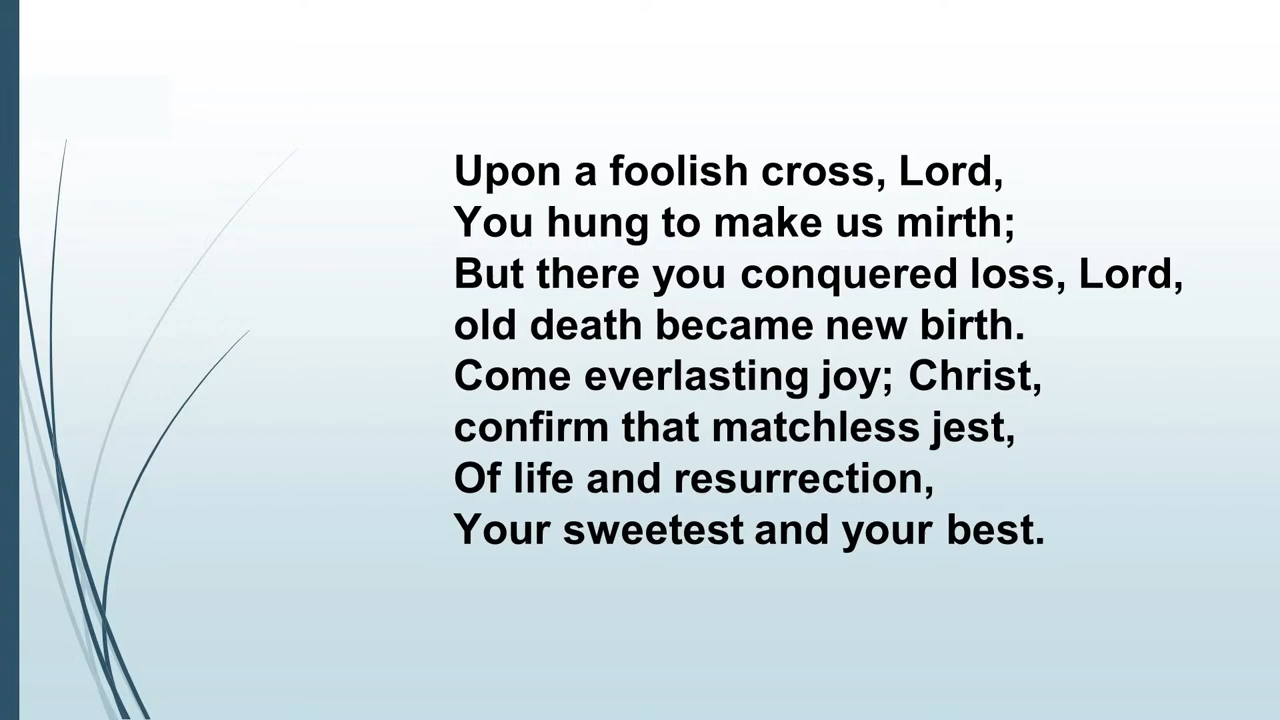 Upon a foolish cross, Lord,
You hung to make us mirth;
But there you conquered loss, Lord,
old death became new birth.
Come everlasting joy; Christ,
confirm that matchless jest,
Of life and resurrection,
Your sweetest and your best.